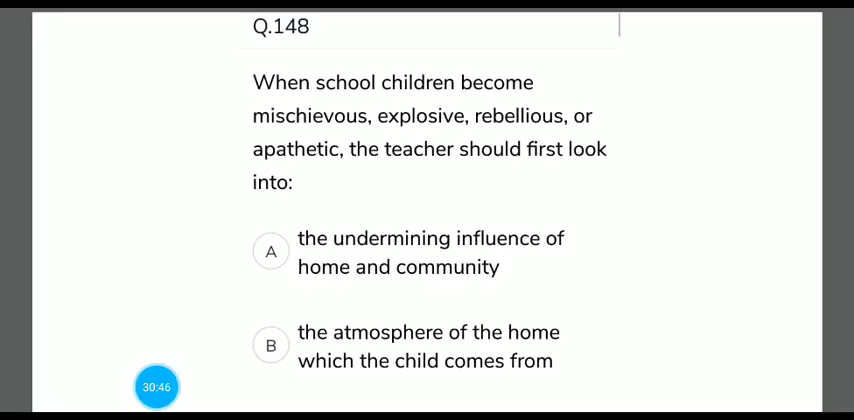 Q.148
When school children become
mischievous, explosive, rebellious, or
apathetic, the teacher should first look
into:
A
the undermining influence of
home and community
B
the atmosphere of the home
which the child comes from
30:46